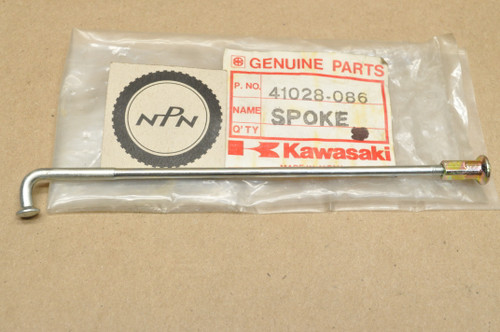 NPN
GENUINE PARTS
P. NO. 41028-086
NAME SPOKE
Q'TY
Kawasaki